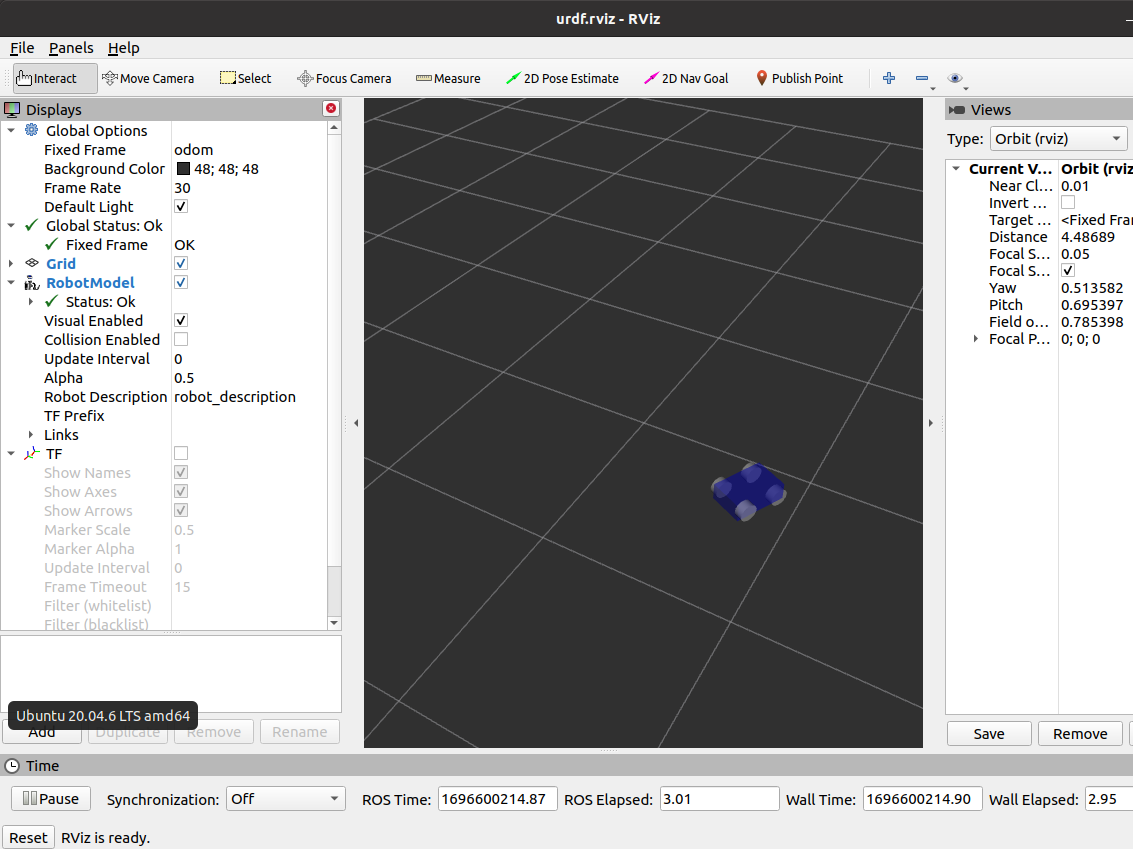 urdf.rviz - RViz
File Panels Help
Interact Move Camera Select Focus Camera Measure 2D Pose Estimate 2D Nav Goal Publish Point
Displays
Global Options
Fixed Frame odom
Background Color 48; 48; 48
Frame Rate 30
Default Light
Global Status: Ok
Fixed Frame OK
Grid
RobotModel
Status: Ok
Visual Enabled
Collision Enabled
Update Interval 0
Alpha 0.5
Robot Description robot_description
TF Prefix
Links
TF
Show Names
Show Axes
Show Arrows
Marker Scale 0.5
Marker Alpha 1
Update Interval 0
Frame Timeout 15
Filter (whitelist)
Filter (blacklist)
Ubuntu 20.04.6 LTS amd64
Add Duplicate Remove Rename
Views
Type: Orbit (rviz)
Current V... Orbit (rviz
Near Cl... 0.01
Invert ...
Target ... <Fixed Frar
Distance 4.48689
Focal S... 0.05
Focal S...
Yaw 0.513582
Pitch 0.695397
Field o... 0.785398
Focal P... 0; 0; 0
Save Remove
Time
Pause Synchronization: Off ROS Time: 1696600214.87 ROS Elapsed: 3.01 Wall Time: 1696600214.90 Wall Elapsed: 2.95
Reset RViz is ready.